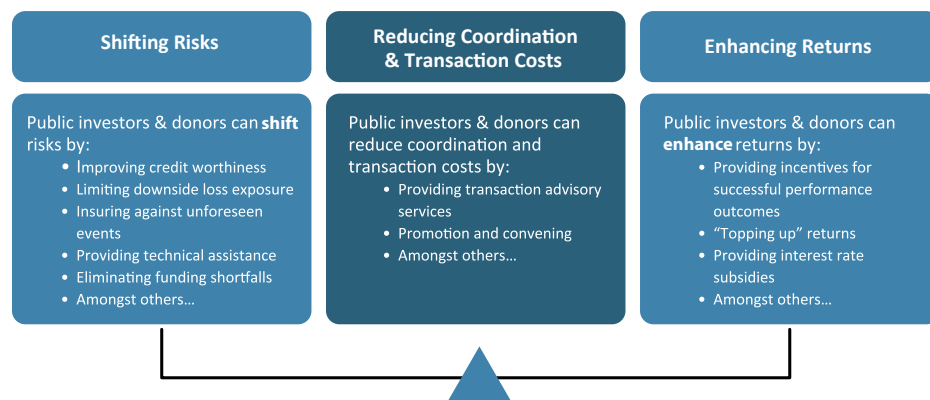 Shifting Risks
Public investors & donors can shift
risks by:
• Improving credit worthiness
• Limiting downside loss exposure
• Insuring against unforeseen
events
• Providing technical assistance
• Eliminating funding shortfalls
• Amongst others...
Reducing Coordination
& Transaction Costs
Public investors & donors can
reduce coordination and
transaction costs by:
• Providing transaction advisory
services
• Promotion and convening
• Amongst others...
Enhancing Returns
Public investors & donors can
enhance returns by:
• Providing incentives for
successful performance
outcomes
• “Topping up” returns
• Providing interest rate
subsidies
• Amongst others...